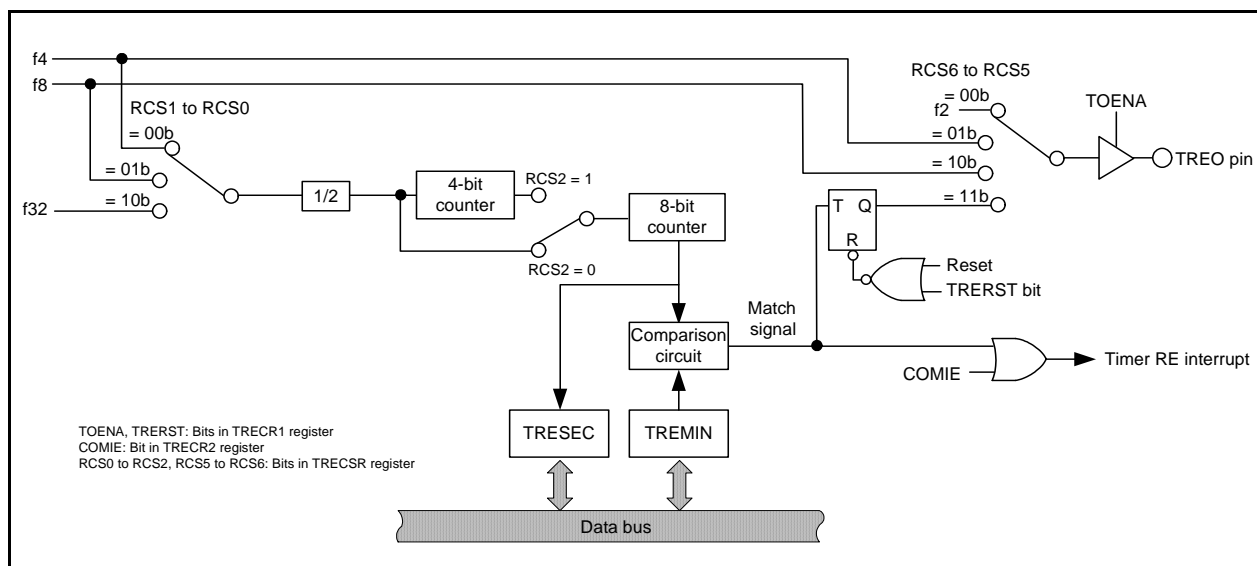 f4
f8
RCS1 to RCS0
= 00b
= 01b
= 10b
f32
1/2
4-bit
counter
RCS2 = 1
RCS2 = 0
8-bit
counter
RCS6 to RCS5
= 00b
f2
= 01b
= 10b
= 11b
TOENA
TREO pin
T Q
R
Reset
TRERST bit
Match
signal
Comparison
circuit
COMIE
Timer RE interrupt
TRESEC
TREMIN
TOENA, TRERST: Bits in TRECR1 register
COMIE: Bit in TRECR2 register
RCS0 to RCS2, RCS5 to RCS6: Bits in TRECSR register
Data bus